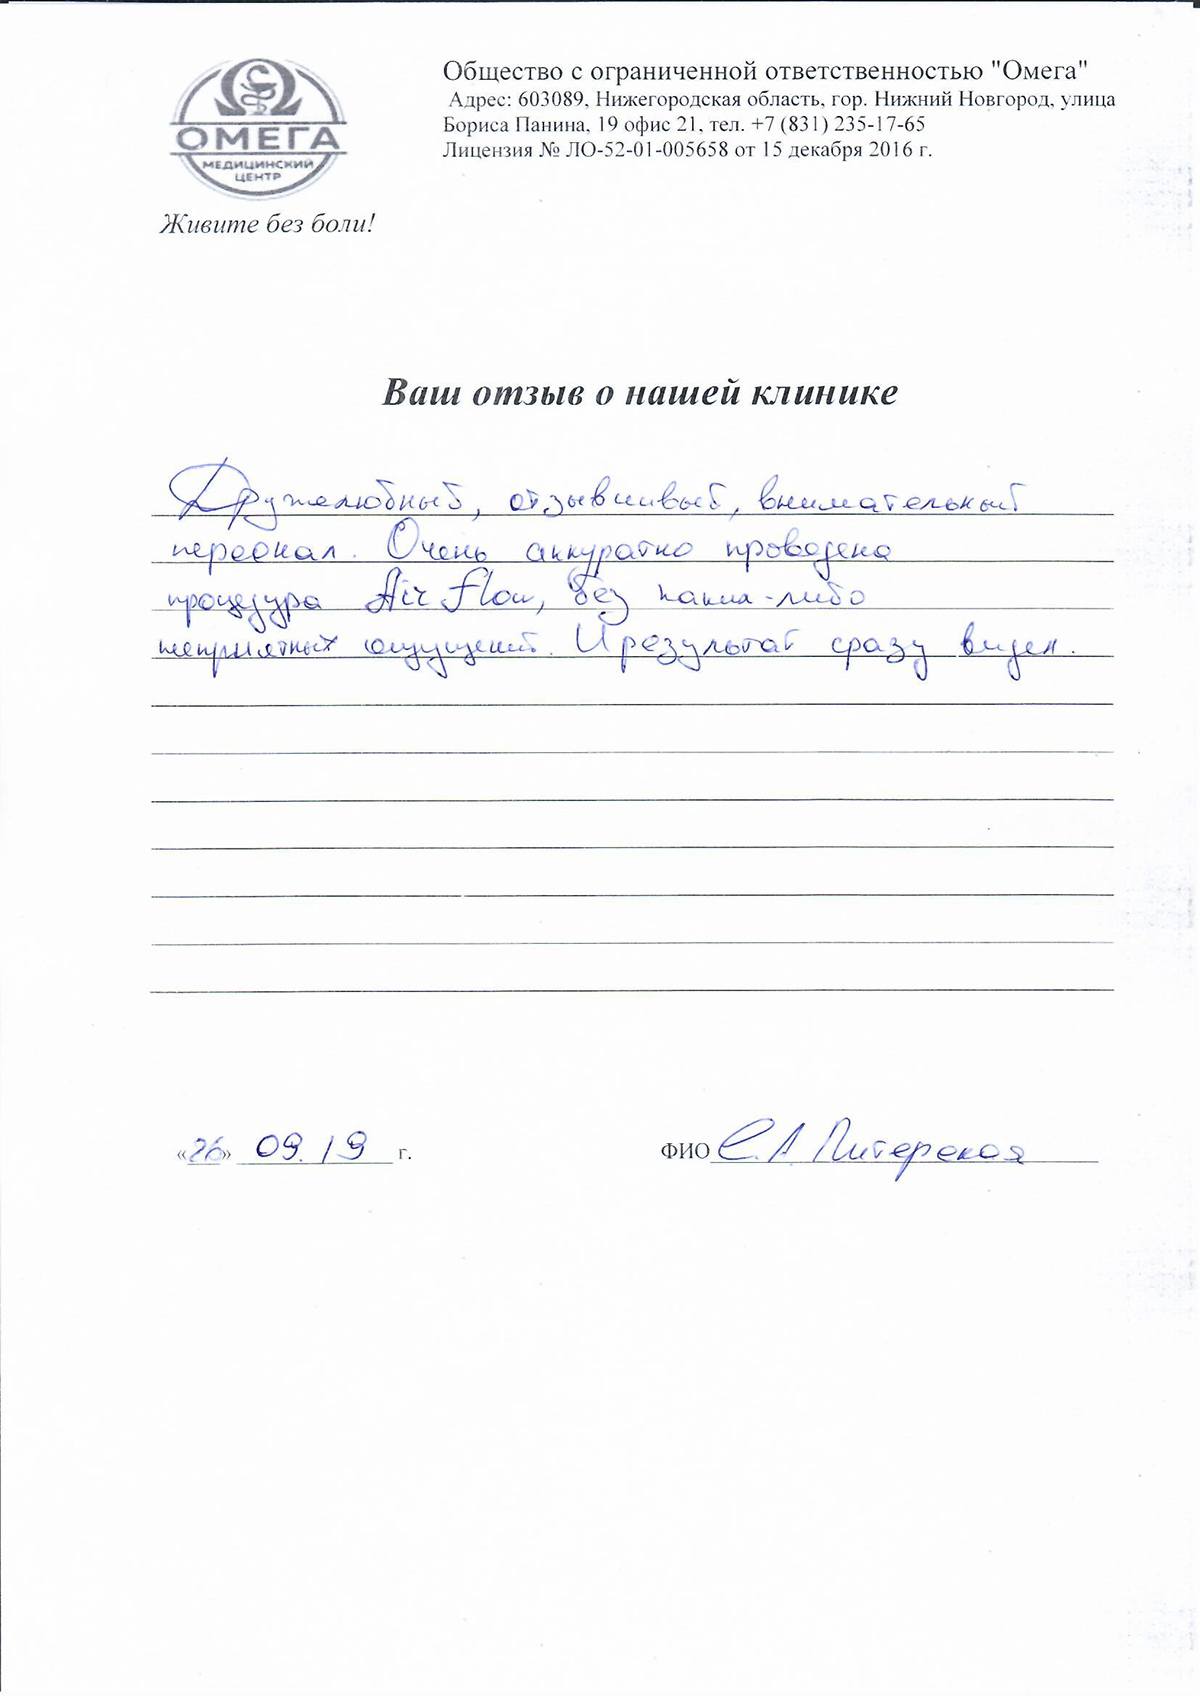 ОМЕГА
МЕДИЦИНСКИЙ
ЦЕНТР
Живите без боли!
Общество с ограниченной ответственностью "Омега"
Адрес: 603089, Нижегородская область, гор. Нижний Новгород, улица
Бориса Панина, 19 офис 21, тел. +7 (831) 235-17-65
Лицензия № ЛО-52-01-005658 от 15 декабря 2016 г.
Ваш отзыв о нашей клинике
Дружелюбный, отзывчивый, внимательный
персонал. Очень аккуратно проведена
процедура Air Flow, без каких-либо
неприятных ощущений. И результат сразу виден.
«26» 09.19 г.
ФИО С.А. Питерская